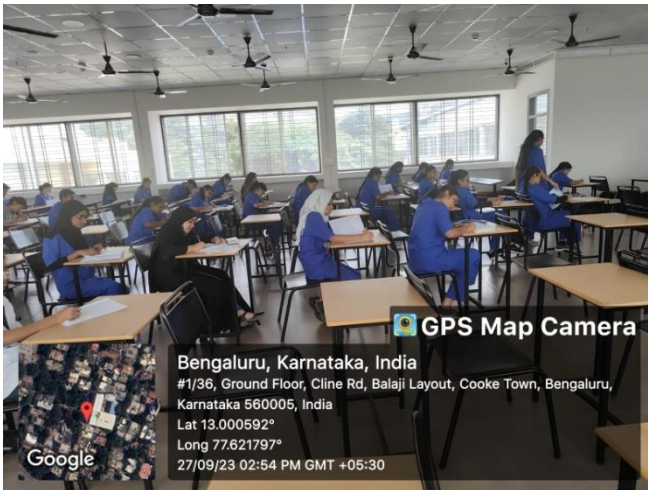 GPS Map Camera
Bengaluru, Karnataka, India
#1/36, Ground Floor, Cline Rd, Balaji Layout, Cooke Town, Bengaluru,
Karnataka 560005, India
Lat 13.000592°
Long 77.621797°
27/09/23 02:54 PM GMT +05:30
Google